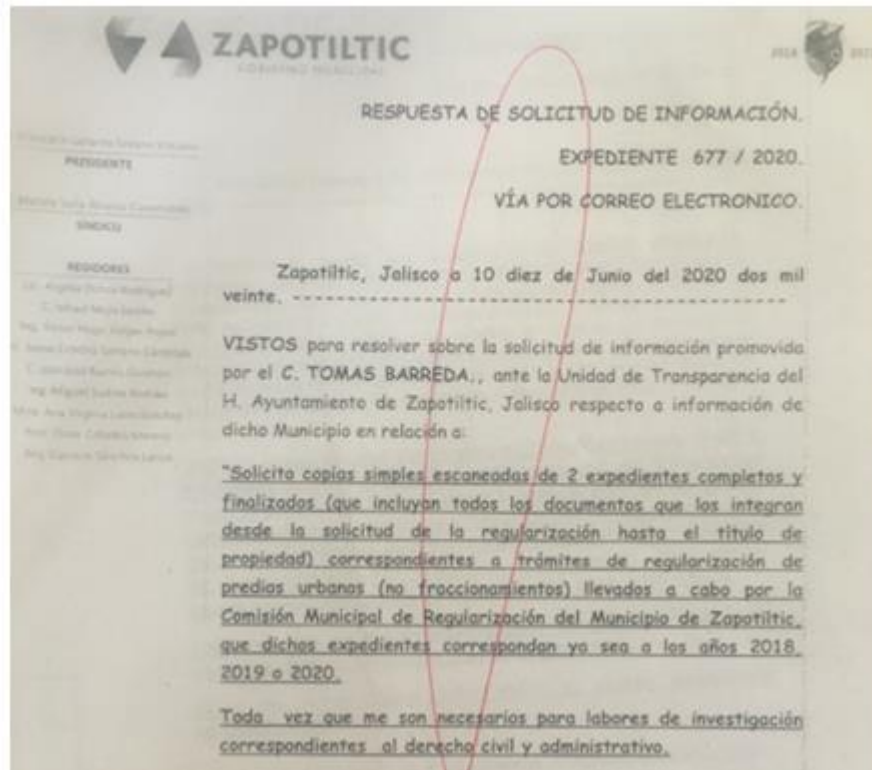 ZAPOTILTIC
GOBIERNO MUNICIPAL
RESPUESTA DE SOLICITUD DE INFORMACIÓN.
EXPEDIENTE 677 / 2020.
VÍA POR CORREO ELECTRONICO.
PRESIDENTE
SÍNDICO
REGIDORES
Zapotiltic, Jalisco a 10 diez de Junio del 2020 dos mil
veinte. -----------------------------------------------
VISTOS para resolver sobre la solicitud de información promovida
por el C. TOMAS BARREDA., ante la Unidad de Transparencia del
H. Ayuntamiento de Zapotiltic, Jalisco respecto a información de
dicho Municipio en relación a:
"Solicito copias simples escaneadas de 2 expedientes completos y
finalizados (que incluyan todos los documentos que los integran
desde la solicitud de la regularización hasta el título de
propiedad) correspondientes a trámites de regularización de
predios urbanos (no fraccionamientos) llevados a cabo por la
Comisión Municipal de Regularización del Municipio de Zapotiltic,
que dichos expedientes correspondan ya sea a los años 2018,
2019 o 2020.
Toda vez que me son necesarios para labores de investigación
correspondientes al derecho civil y administrativo.